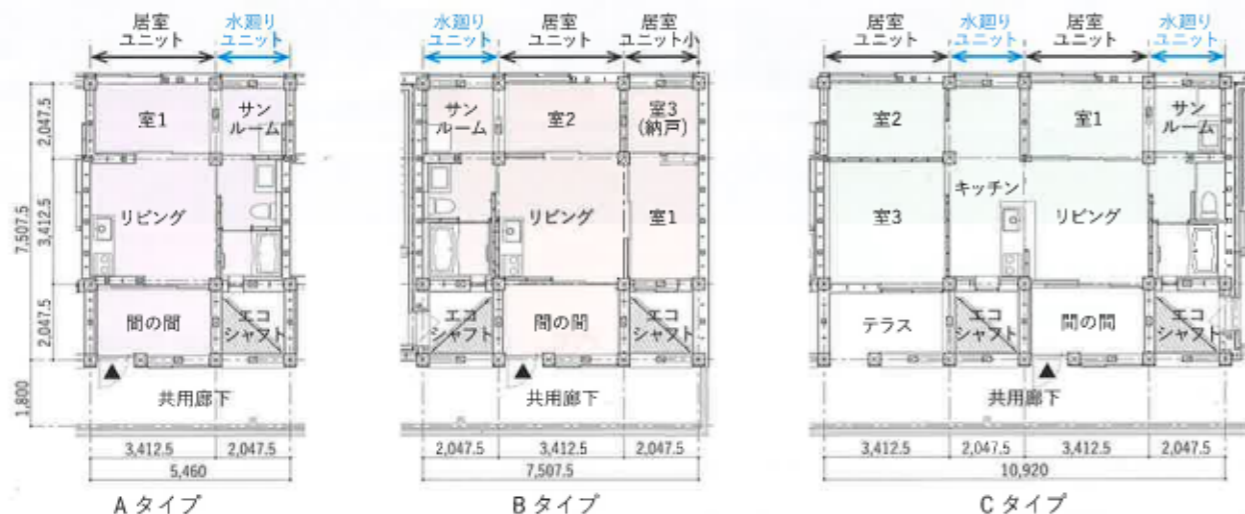 居室
ユニット
水廻り
ユニット
2,047.5
3,412.5
2,047.5
7,507.5
1,800
室1
サン
ルーム
リビング
間の間
エコ
シャフト
共用廊下
3,412.5
2,047.5
5,460
Aタイプ
水廻り
ユニット
居室
ユニット
居室
ユニット小
サン
ルーム
室2
室3
(納戸)
リビング
室1
エコ
シャフト
間の間
エコ
シャフト
共用廊下
2,047.5
3,412.5
2,047.5
7,507.5
Bタイプ
居室
ユニット
水廻り
ユニット
居室
ユニット
水廻り
ユニット
室2
室1
サン
ルーム
キッチン
室3
リビング
テラス
エコ
シャフト
間の間
エコ
シャフト
共用廊下
3,412.5
2,047.5
3,412.5
2,047.5
10,920
Cタイプ